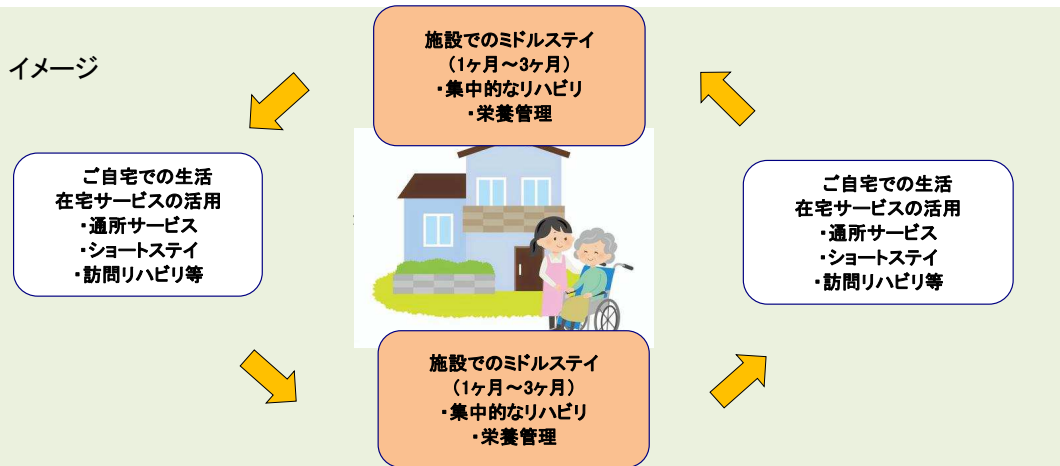 イメージ
施設でのミドルステイ
(1ヶ月~3ヶ月)
・集中的なリハビリ
・栄養管理
ご自宅での生活
在宅サービスの活用
・通所サービス
・ショートステイ
・訪問リハビリ等
ご自宅での生活
在宅サービスの活用
・通所サービス
・ショートステイ
・訪問リハビリ等
施設でのミドルステイ
(1ヶ月~3ヶ月)
・集中的なリハビリ
・栄養管理